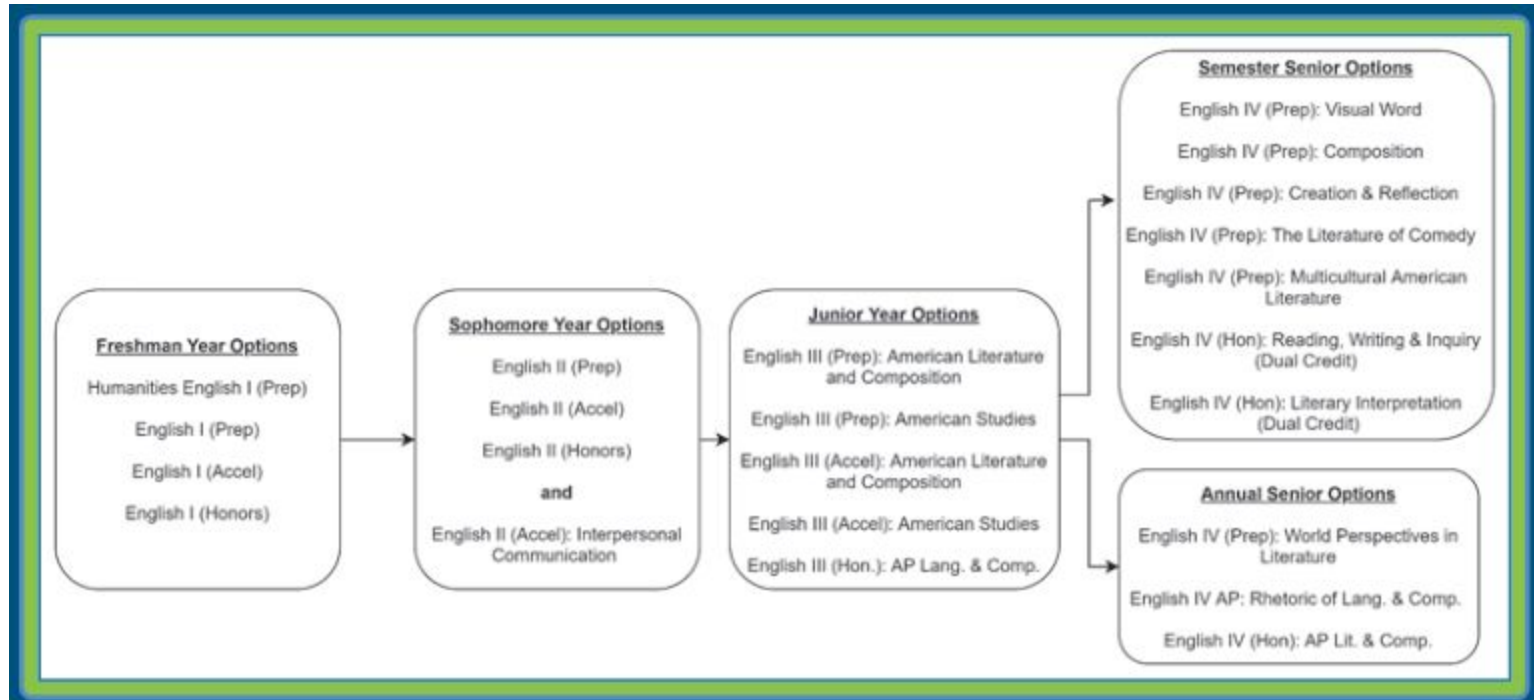 Freshman Year Options
Humanities English I (Prep)
English I (Prep)
English I (Accel)
English I (Honors)
Sophomore Year Options
English II (Prep)
English II (Accel)
English II (Honors)
and
English II (Accel): Interpersonal
Communication
Junior Year Options
English III (Prep): American Literature
and Composition
English III (Prep): American Studies
English III (Accel): American Literature
and Composition
English III (Accel): American Studies
English III (Hon.): AP Lang. & Comp.
Semester Senior Options
English IV (Prep): Visual Word
English IV (Prep): Composition
English IV (Prep): Creation & Reflection
English IV (Prep): The Literature of Comedy
English IV (Prep): Multicultural American
Literature
English IV (Hon): Reading, Writing & Inquiry
(Dual Credit)
English IV (Hon): Literary Interpretation
(Dual Credit)
Annual Senior Options
English IV (Prep): World Perspectives in
Literature
English IV AP: Rhetoric of Lang. & Comp.
English IV (Hon): AP Lit. & Comp.